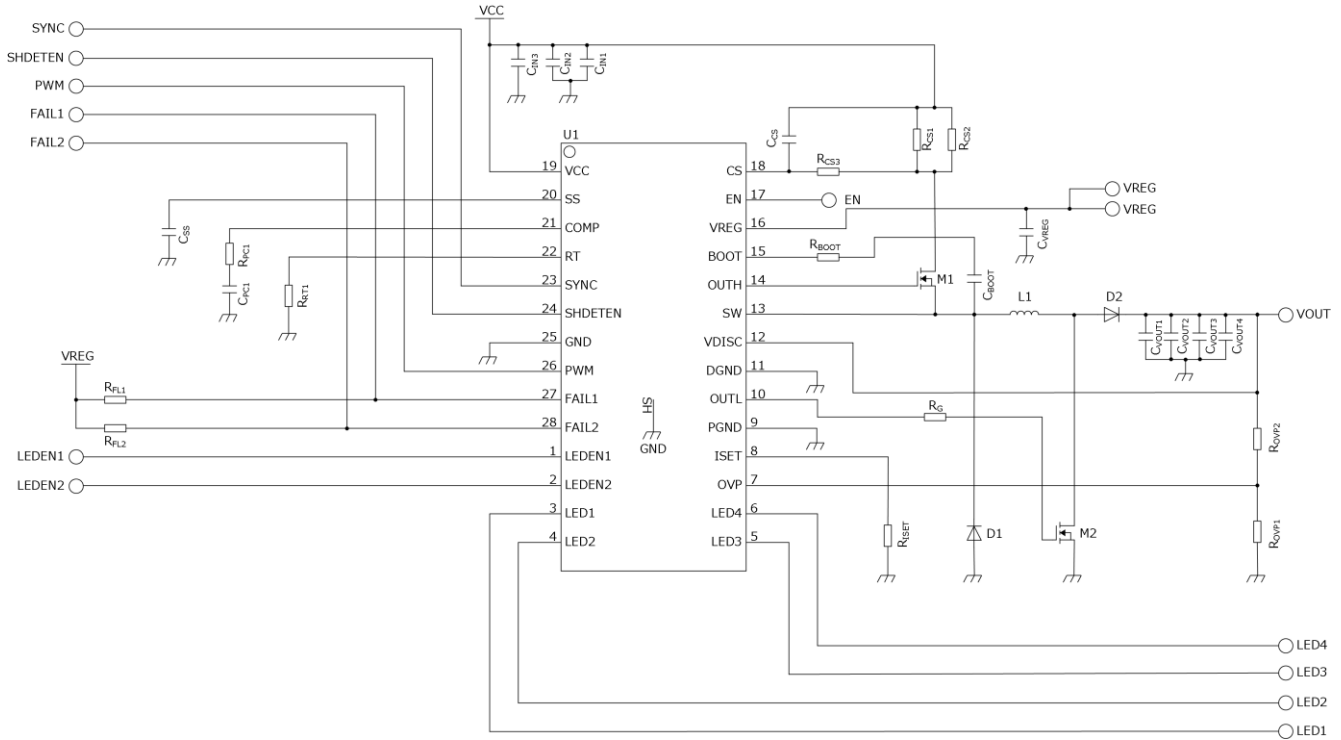 VCC
SYNC
SHDETEN
PWM
FAIL1
FAIL2
CIN3
CIN2
CIN1
CCS
RCS1
RCS2
RCS3
U1
19 VCC
20 SS
21 COMP
22 RT
23 SYNC
24 SHDETEN
25 GND
26 PWM
27 FAIL1
28 FAIL2
1 LEDEN1
2 LEDEN2
3 LED1
4 LED2
CS 18
EN 17
VREG 16
BOOT 15
OUTH 14
SW 13
VDISC 12
DGND 11
OUTL 10
PGND 9
ISET 8
OVP 7
LED4 6
LED3 5
SH
GND
CSS
RPC1
CPC1
RRT1
VREG
RFL1
RFL2
LEDEN1
LEDEN2
EN
VREG
VREG
CVREG
RBOOT
CBOOT
M1
L1
D2
VOUT
CVOUT1
CVOUT2
CVOUT3
CVOUT4
RG
ROVP2
ROVP1
RISET
D1
M2
LED4
LED3
LED2
LED1